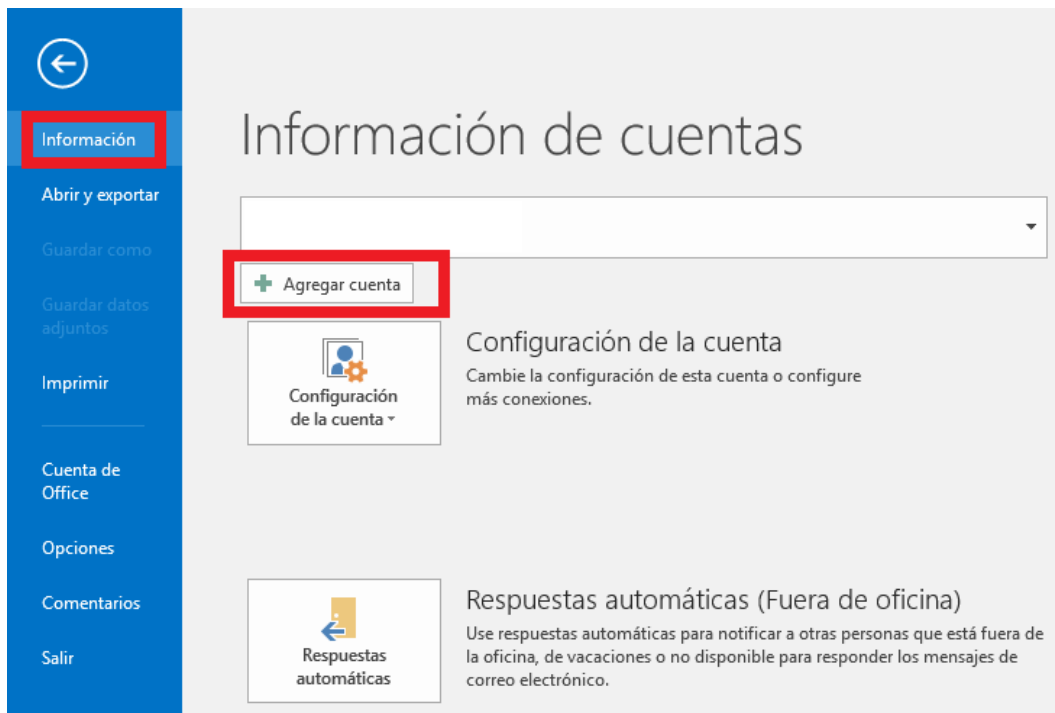 Información
Abrir y exportar
Guardar como
Guardar datos
adjuntos
Imprimir
Cuenta de
Office
Opciones
Comentarios
Salir
Información de cuentas
Agregar cuenta
Configuración
de la cuenta
Configuración de la cuenta
Cambie la configuración de esta cuenta o configure
más conexiones.
Respuestas
automáticas
Respuestas automáticas (Fuera de oficina)
Use respuestas automáticas para notificar a otras personas que está fuera de
la oficina, de vacaciones o no disponible para responder los mensajes de
correo electrónico.